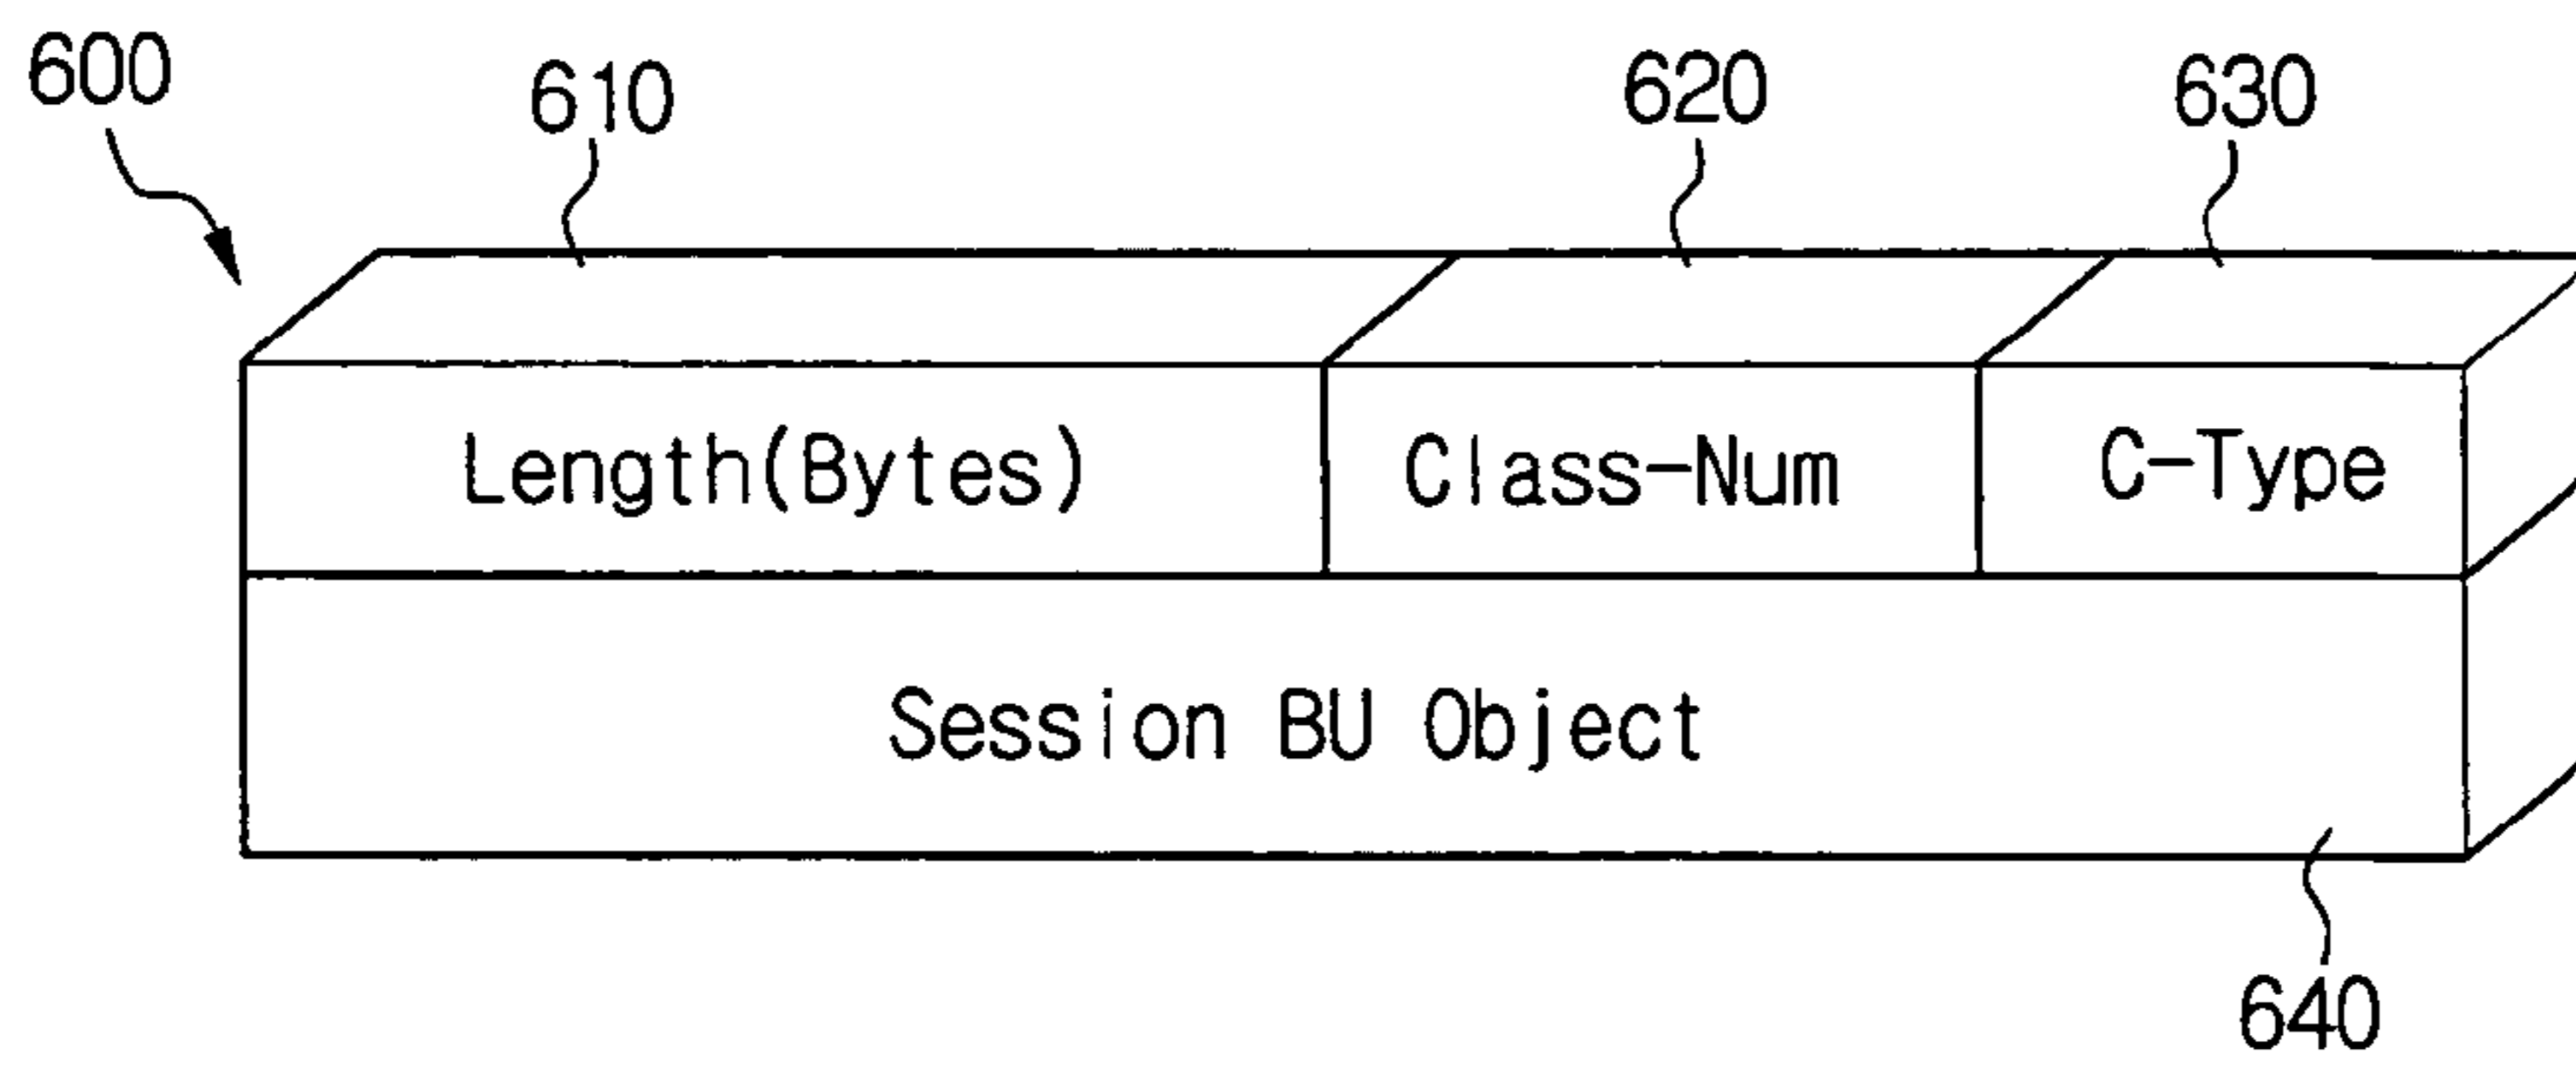 600
610
620
630
Length(Bytes)
Class-Num
C-Type
Session BU Object
640